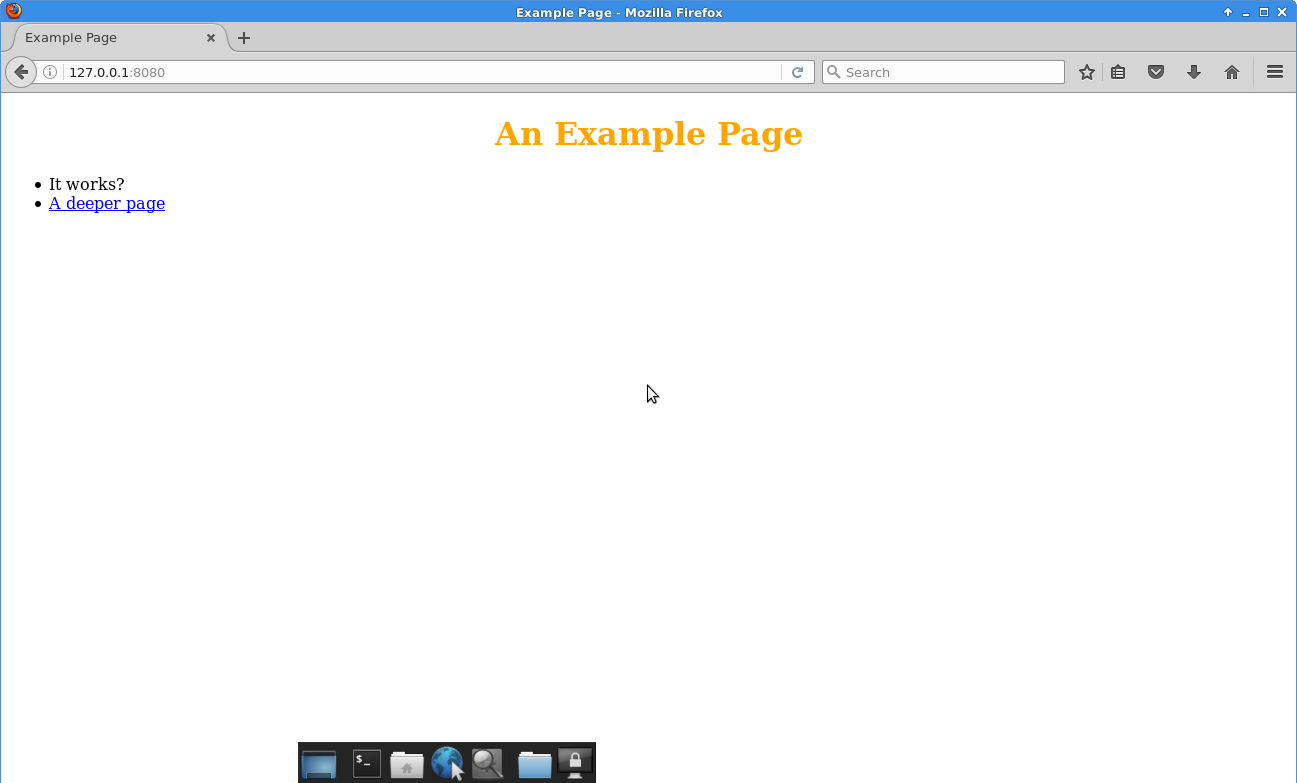 Example Page - Mozilla Firefox
Example Page
127.0.0.1:8080
Search
An Example Page
It works?
A deeper page
$_